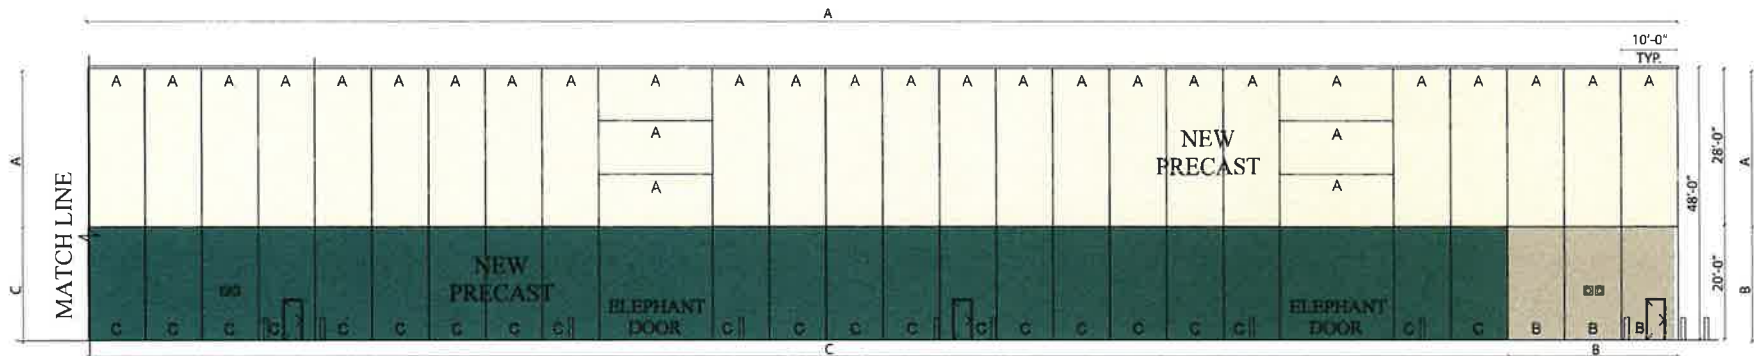 A
10'-0"
TYP.
A A A A A A A A A A A A A A A A A A A A A A A A A A
A A
A A
NEW
PRECAST
A
C
MATCH LINE
28'-0"
48'-0"
20'-0"
A
B
NEW
PRECAST
ELEPHANT
DOOR
ELEPHANT
DOOR
C C C C C C C C C C C C C C C C C C C C C B B B
C
B